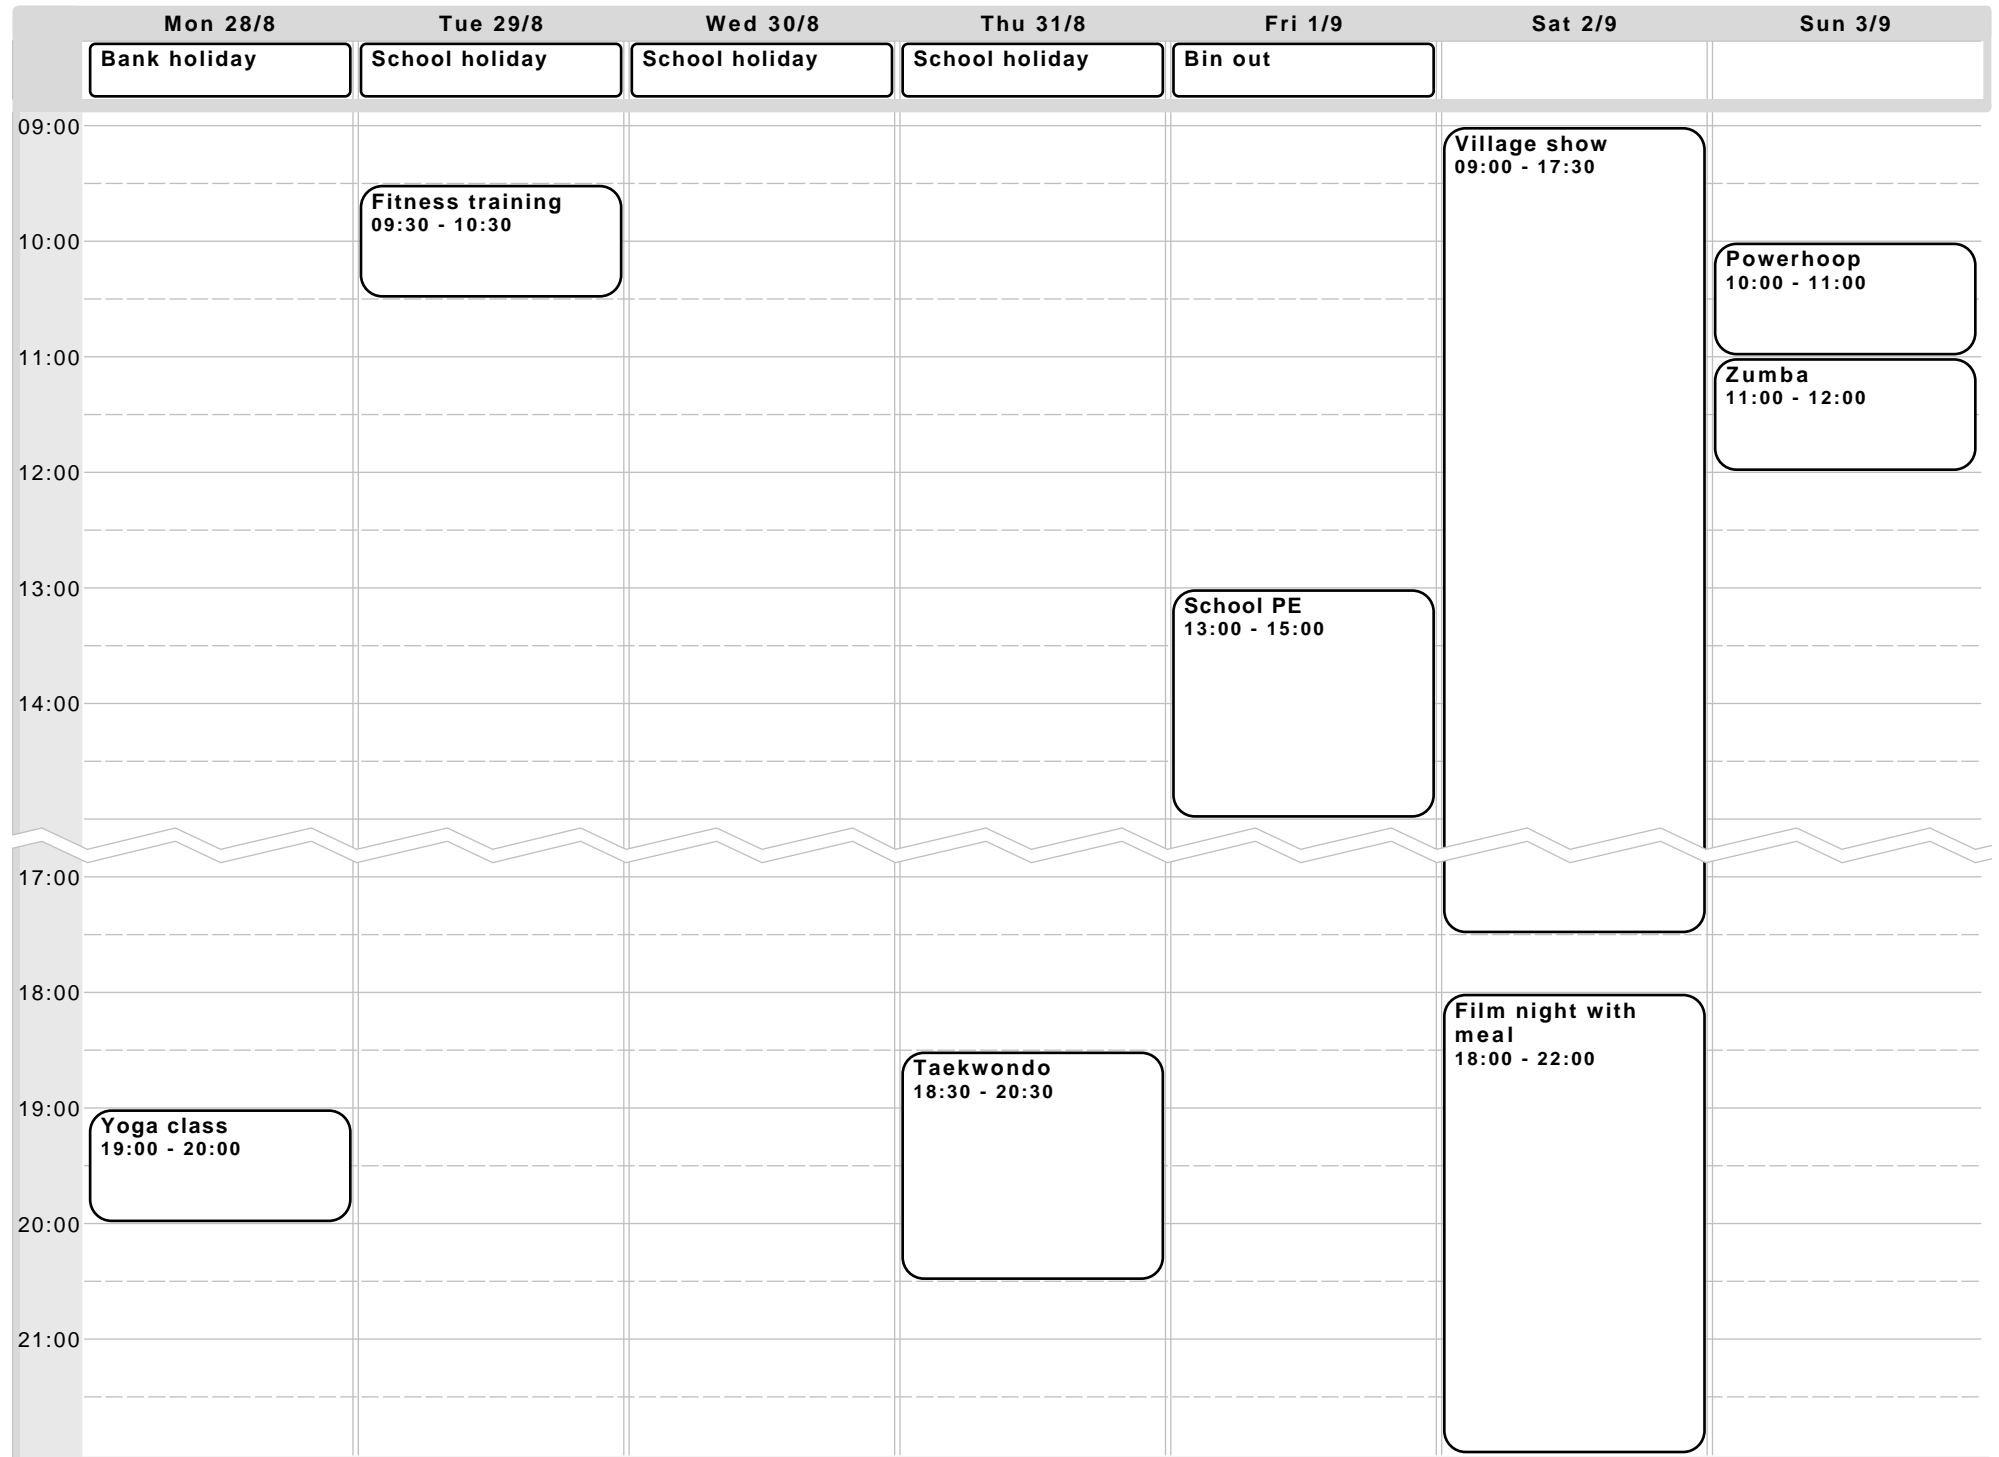 Mon 28/8
Tue 29/8
Wed 30/8
Thu 31/8
Fri 1/9
Sat 2/9
Sun 3/9
Bank holiday
School holiday
School holiday
School holiday
Bin out
09:00
Village show
09:00 - 17:30
Fitness training
09:30 - 10:30
10:00
Powerhoop
10:00 - 11:00
11:00
Zumba
11:00 - 12:00
12:00
13:00
School PE
13:00 - 15:00
14:00
17:00
18:00
Film night with
meal
18:00 - 22:00
Taekwondo
18:30 - 20:30
19:00
Yoga class
19:00 - 20:00
20:00
21:00